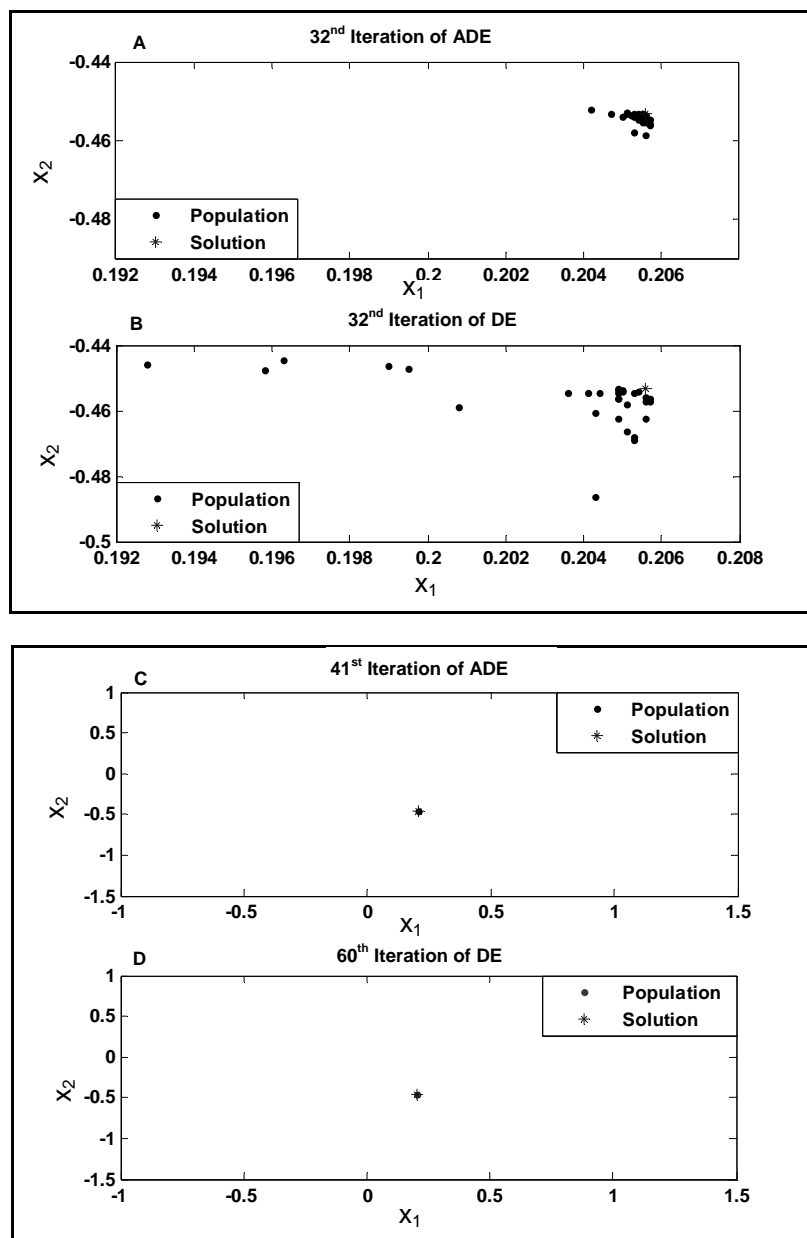 A
32nd Iteration of ADE
-0.44
-0.46
-0.48
X2
Population
Solution
0.192 0.194 0.196 0.198 0.2 0.202 0.204 0.206
X1
B
32nd Iteration of DE
-0.44
-0.46
-0.48
-0.5
X2
Population
Solution
0.192 0.194 0.196 0.198 0.2 0.202 0.204 0.206 0.208
X1
C
41st Iteration of ADE
1
0.5
0
-0.5
-1
-1.5
X2
Population
Solution
-1 -0.5 0 0.5 1 1.5
X1
D
60th Iteration of DE
1
0.5
0
-0.5
-1
-1.5
X2
Population
Solution
-1 -0.5 0 0.5 1 1.5
X1